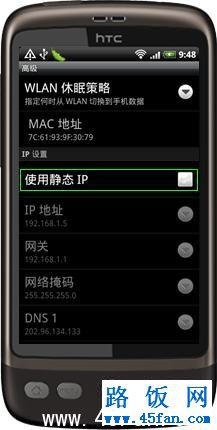 htc
9:48
高级
WLAN 休眠策略
指定何时从 WLAN 切换到手机数据
MAC 地址
7C:61:93:9F:30:79
IP 设置
使用静态 IP
IP 地址
192.168.1.5
网关
192.168.1.1
网络掩码
255.255.255.0
DNS 1
202.96.134.133
路饭网
www.45fan.com